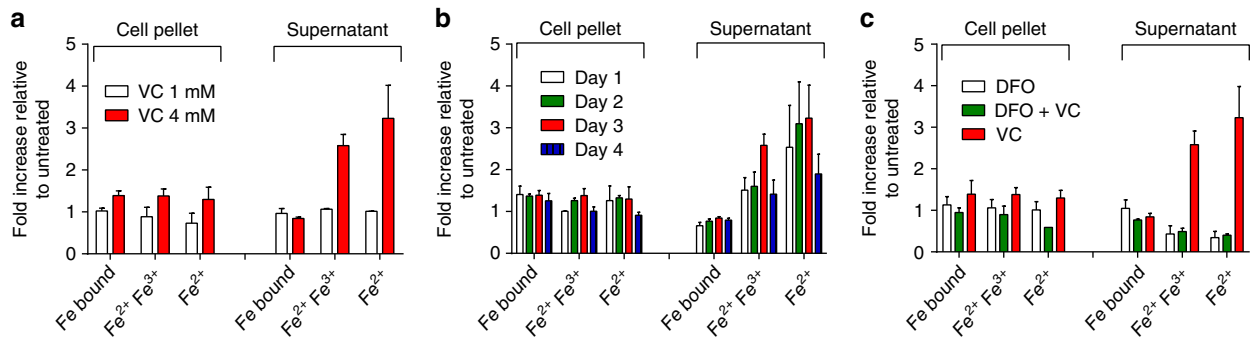 a
Cell pellet
Supernatant
Fold increase relative
to untreated
5
4
3
2
1
0
VC 1 mM
VC 4 mM
Fe bound
Fe²⁺ Fe³⁺
Fe²⁺
Fe bound
Fe²⁺ Fe³⁺
Fe²⁺
b
Cell pellet
Supernatant
Fold increase relative
to untreated
5
4
3
2
1
0
Day 1
Day 2
Day 3
Day 4
Fe bound
Fe²⁺ Fe³⁺
Fe²⁺
Fe bound
Fe²⁺ Fe³⁺
Fe²⁺
c
Cell pellet
Supernatant
Fold increase relative
to untreated
5
4
3
2
1
0
DFO
DFO + VC
VC
Fe bound
Fe²⁺ Fe³⁺
Fe²⁺
Fe bound
Fe²⁺ Fe³⁺
Fe²⁺